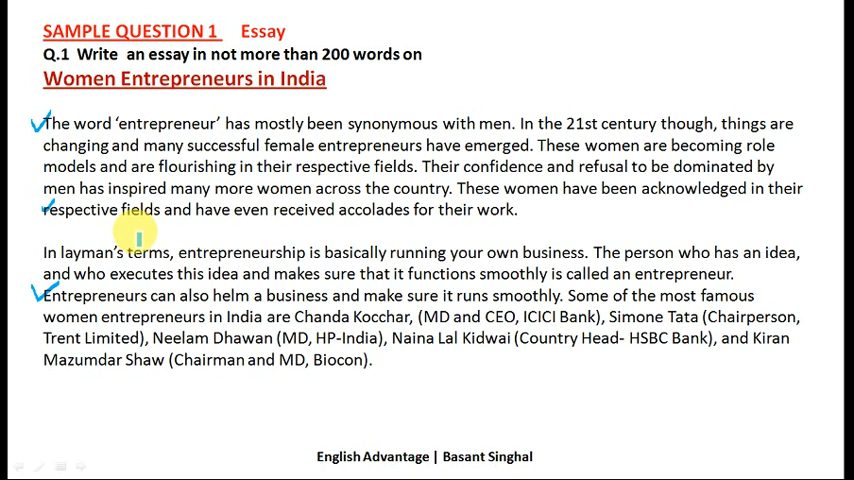 SAMPLE QUESTION 1 Essay
Q.1 Write an essay in not more than 200 words on
Women Entrepreneurs in India
The word ‘entrepreneur’ has mostly been synonymous with men. In the 21st century though, things are
changing and many successful female entrepreneurs have emerged. These women are becoming role
models and are flourishing in their respective fields. Their confidence and refusal to be dominated by
men has inspired many more women across the country. These women have been acknowledged in their
respective fields and have even received accolades for their work.
In layman’s terms, entrepreneurship is basically running your own business. The person who has an idea,
and who executes this idea and makes sure that it functions smoothly is called an entrepreneur.
Entrepreneurs can also helm a business and make sure it runs smoothly. Some of the most famous
women entrepreneurs in India are Chanda Kocchar, (MD and CEO, ICICI Bank), Simone Tata (Chairperson,
Trent Limited), Neelam Dhawan (MD, HP-India), Naina Lal Kidwai (Country Head- HSBC Bank), and Kiran
Mazumdar Shaw (Chairman and MD, Biocon).
English Advantage | Basant Singhal